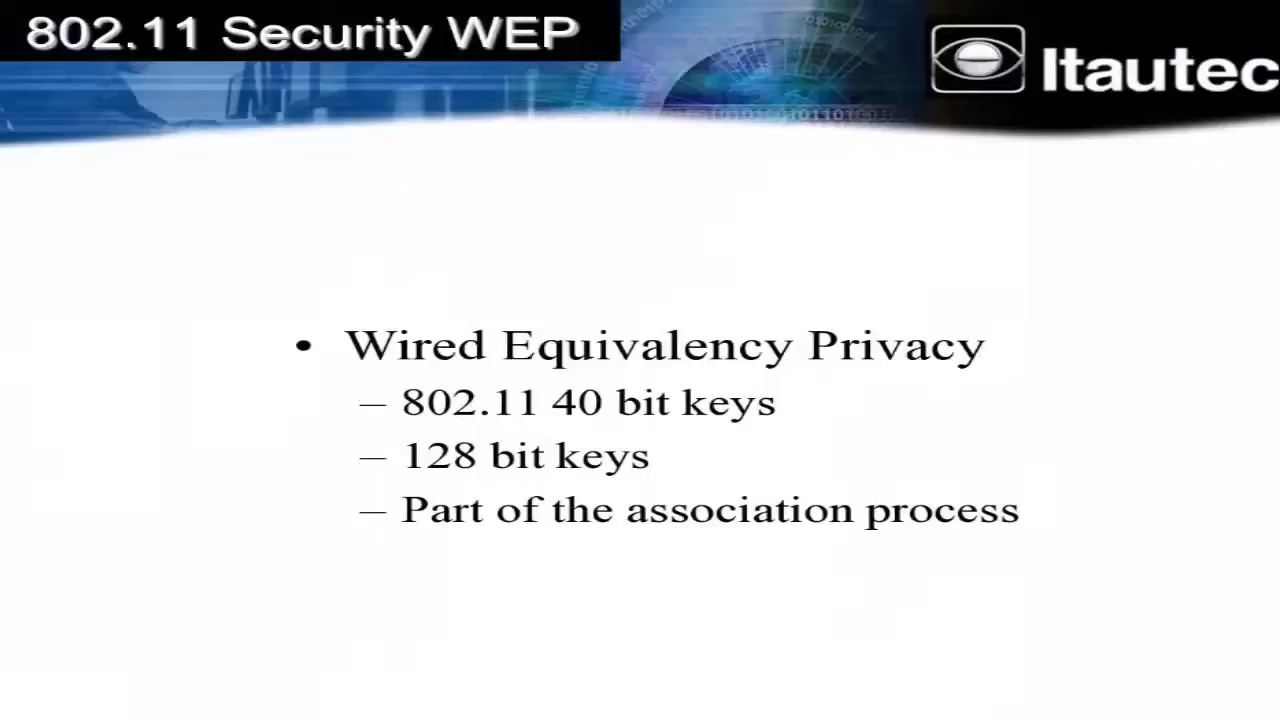 802.11 Security WEP
Itautec
• Wired Equivalency Privacy
– 802.11 40 bit keys
– 128 bit keys
– Part of the association process